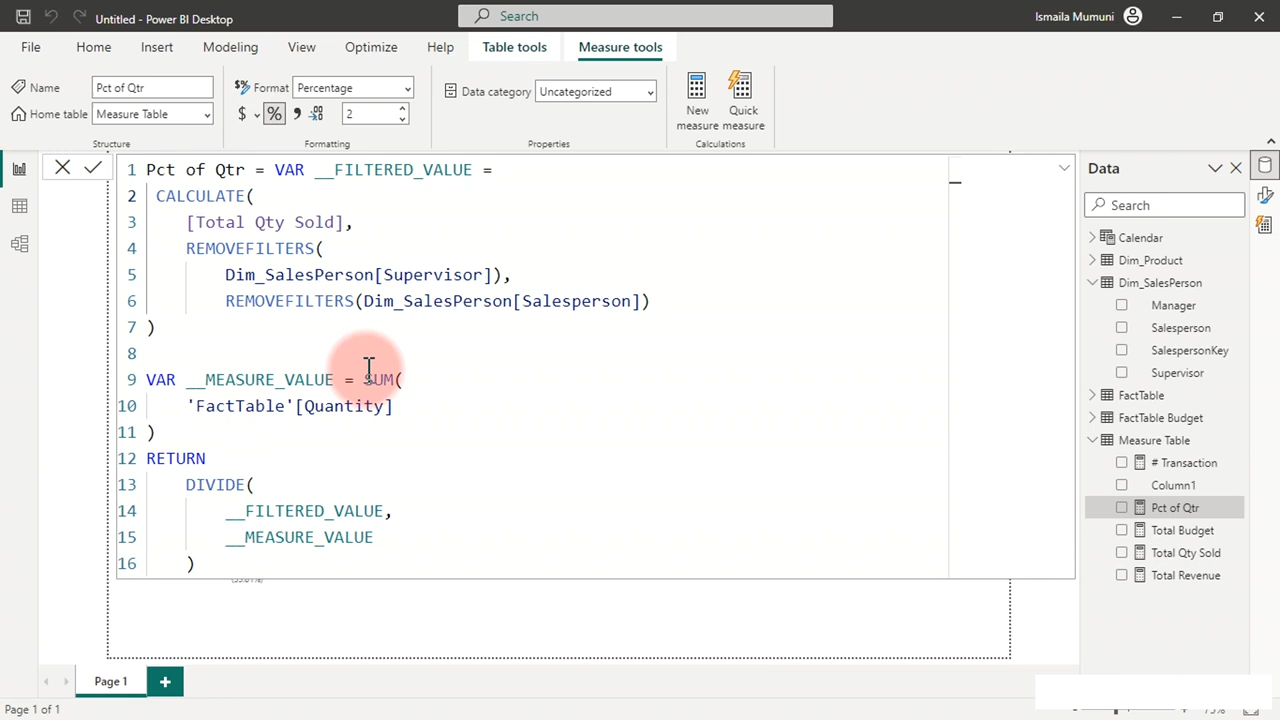 Untitled - Power BI Desktop
Search
Ismaila Mumuni
File
Home
Insert
Modeling
View
Optimize
Help
Table tools
Measure tools
Name
Pct of Qtr
Home table
Measure Table
Structure
Format
Percentage
$
%
2
Formatting
Data category
Uncategorized
Properties
New measure
Quick measure
Calculations
1 Pct of Qtr = VAR __FILTERED_VALUE =
2 CALCULATE(
3 [Total Qty Sold],
4 REMOVEFILTERS(
5 Dim_SalesPerson[Supervisor]),
6 REMOVEFILTERS(Dim_SalesPerson[Salesperson])
7 )
8
9 VAR __MEASURE_VALUE = SUM(
10 'FactTable'[Quantity]
11 )
12 RETURN
13 DIVIDE(
14 __FILTERED_VALUE,
15 __MEASURE_VALUE
16 )
Data
Search
Calendar
Dim_Product
Dim_SalesPerson
Manager
Salesperson
SalespersonKey
Supervisor
FactTable
FactTable Budget
Measure Table
# Transaction
Column1
Pct of Qtr
Total Budget
Total Qty Sold
Total Revenue
Page 1
Page 1 of 1